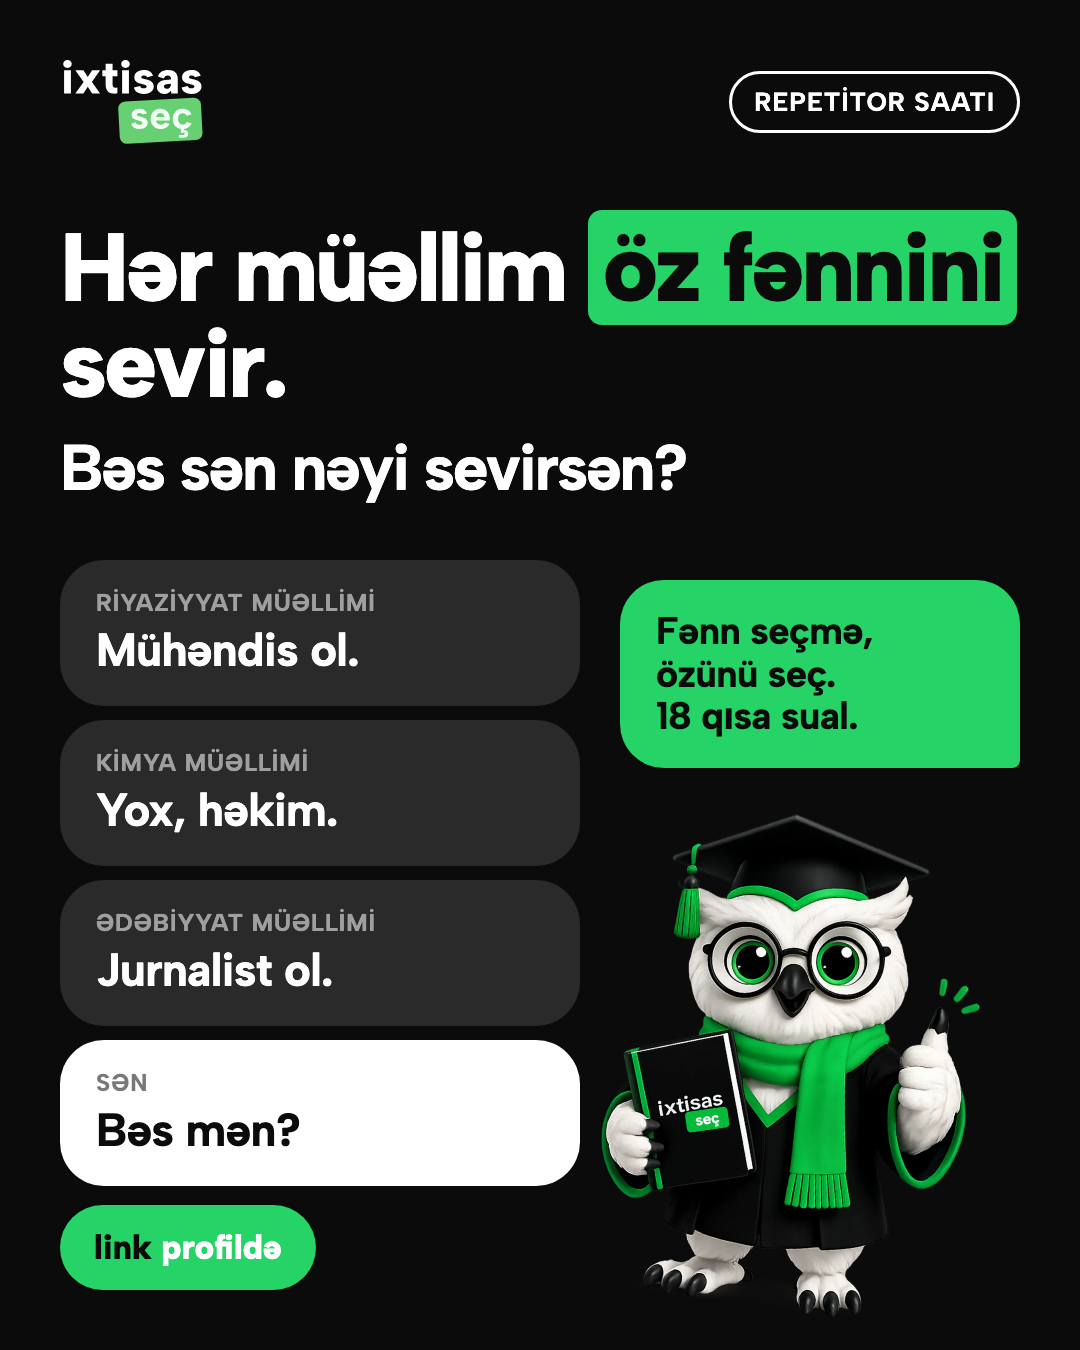 ixtisas
seç
REPETİTOR SAATI
Hər müəllim öz fənnini
sevir.
Bəs sən nəyi sevirsən?
RİYAZİYYAT MÜƏLLİMİ
Mühəndis ol.
KİMYA MÜƏLLİMİ
Yox, həkim.
ƏDƏBİYYAT MÜƏLLİMİ
Jurnalist ol.
SƏN
Bəs mən?
link profildə
Fənn seçmə,
özünü seç.
18 qısa sual.
ixtisas
seç